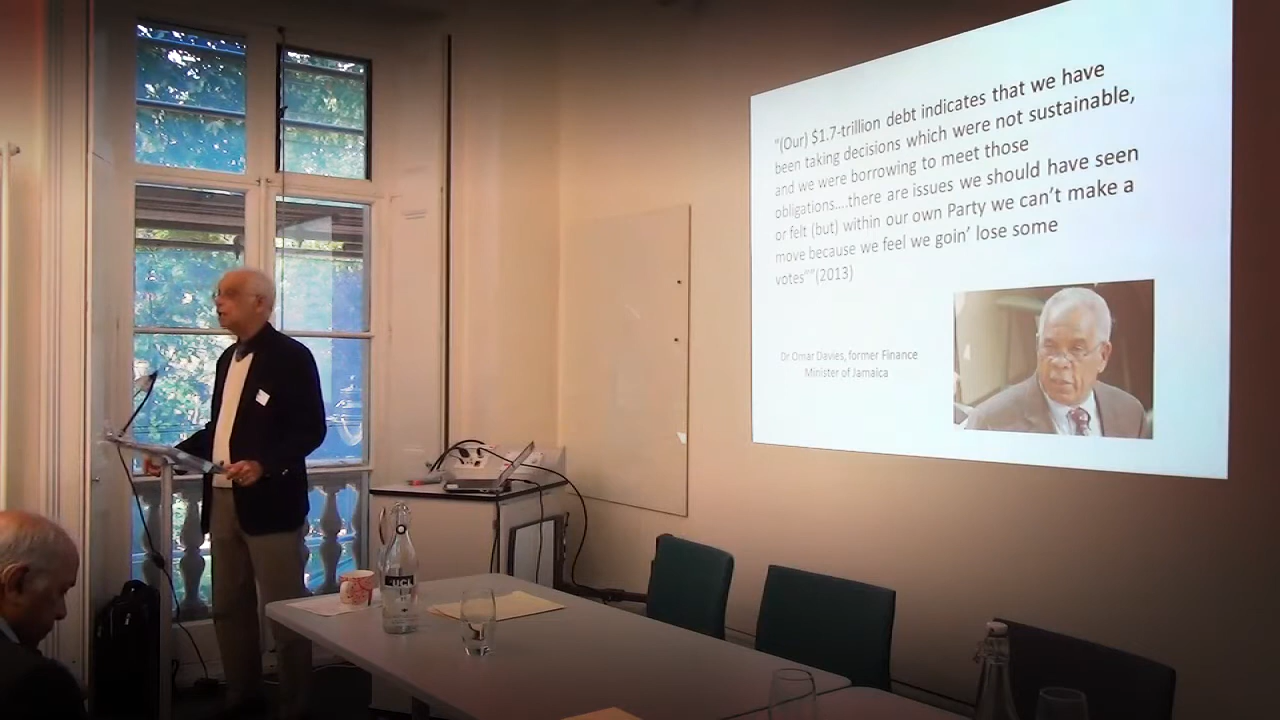 "(Our) $1.7-trillion debt indicates that we have
been taking decisions which were not sustainable,
and we were borrowing to meet those
obligations....there are issues we should have seen
or felt (but) within our own Party we can't make a
move because we feel we goin' lose some
votes""(2013)
Dr Omar Davies, former Finance
Minister of Jamaica
UCL